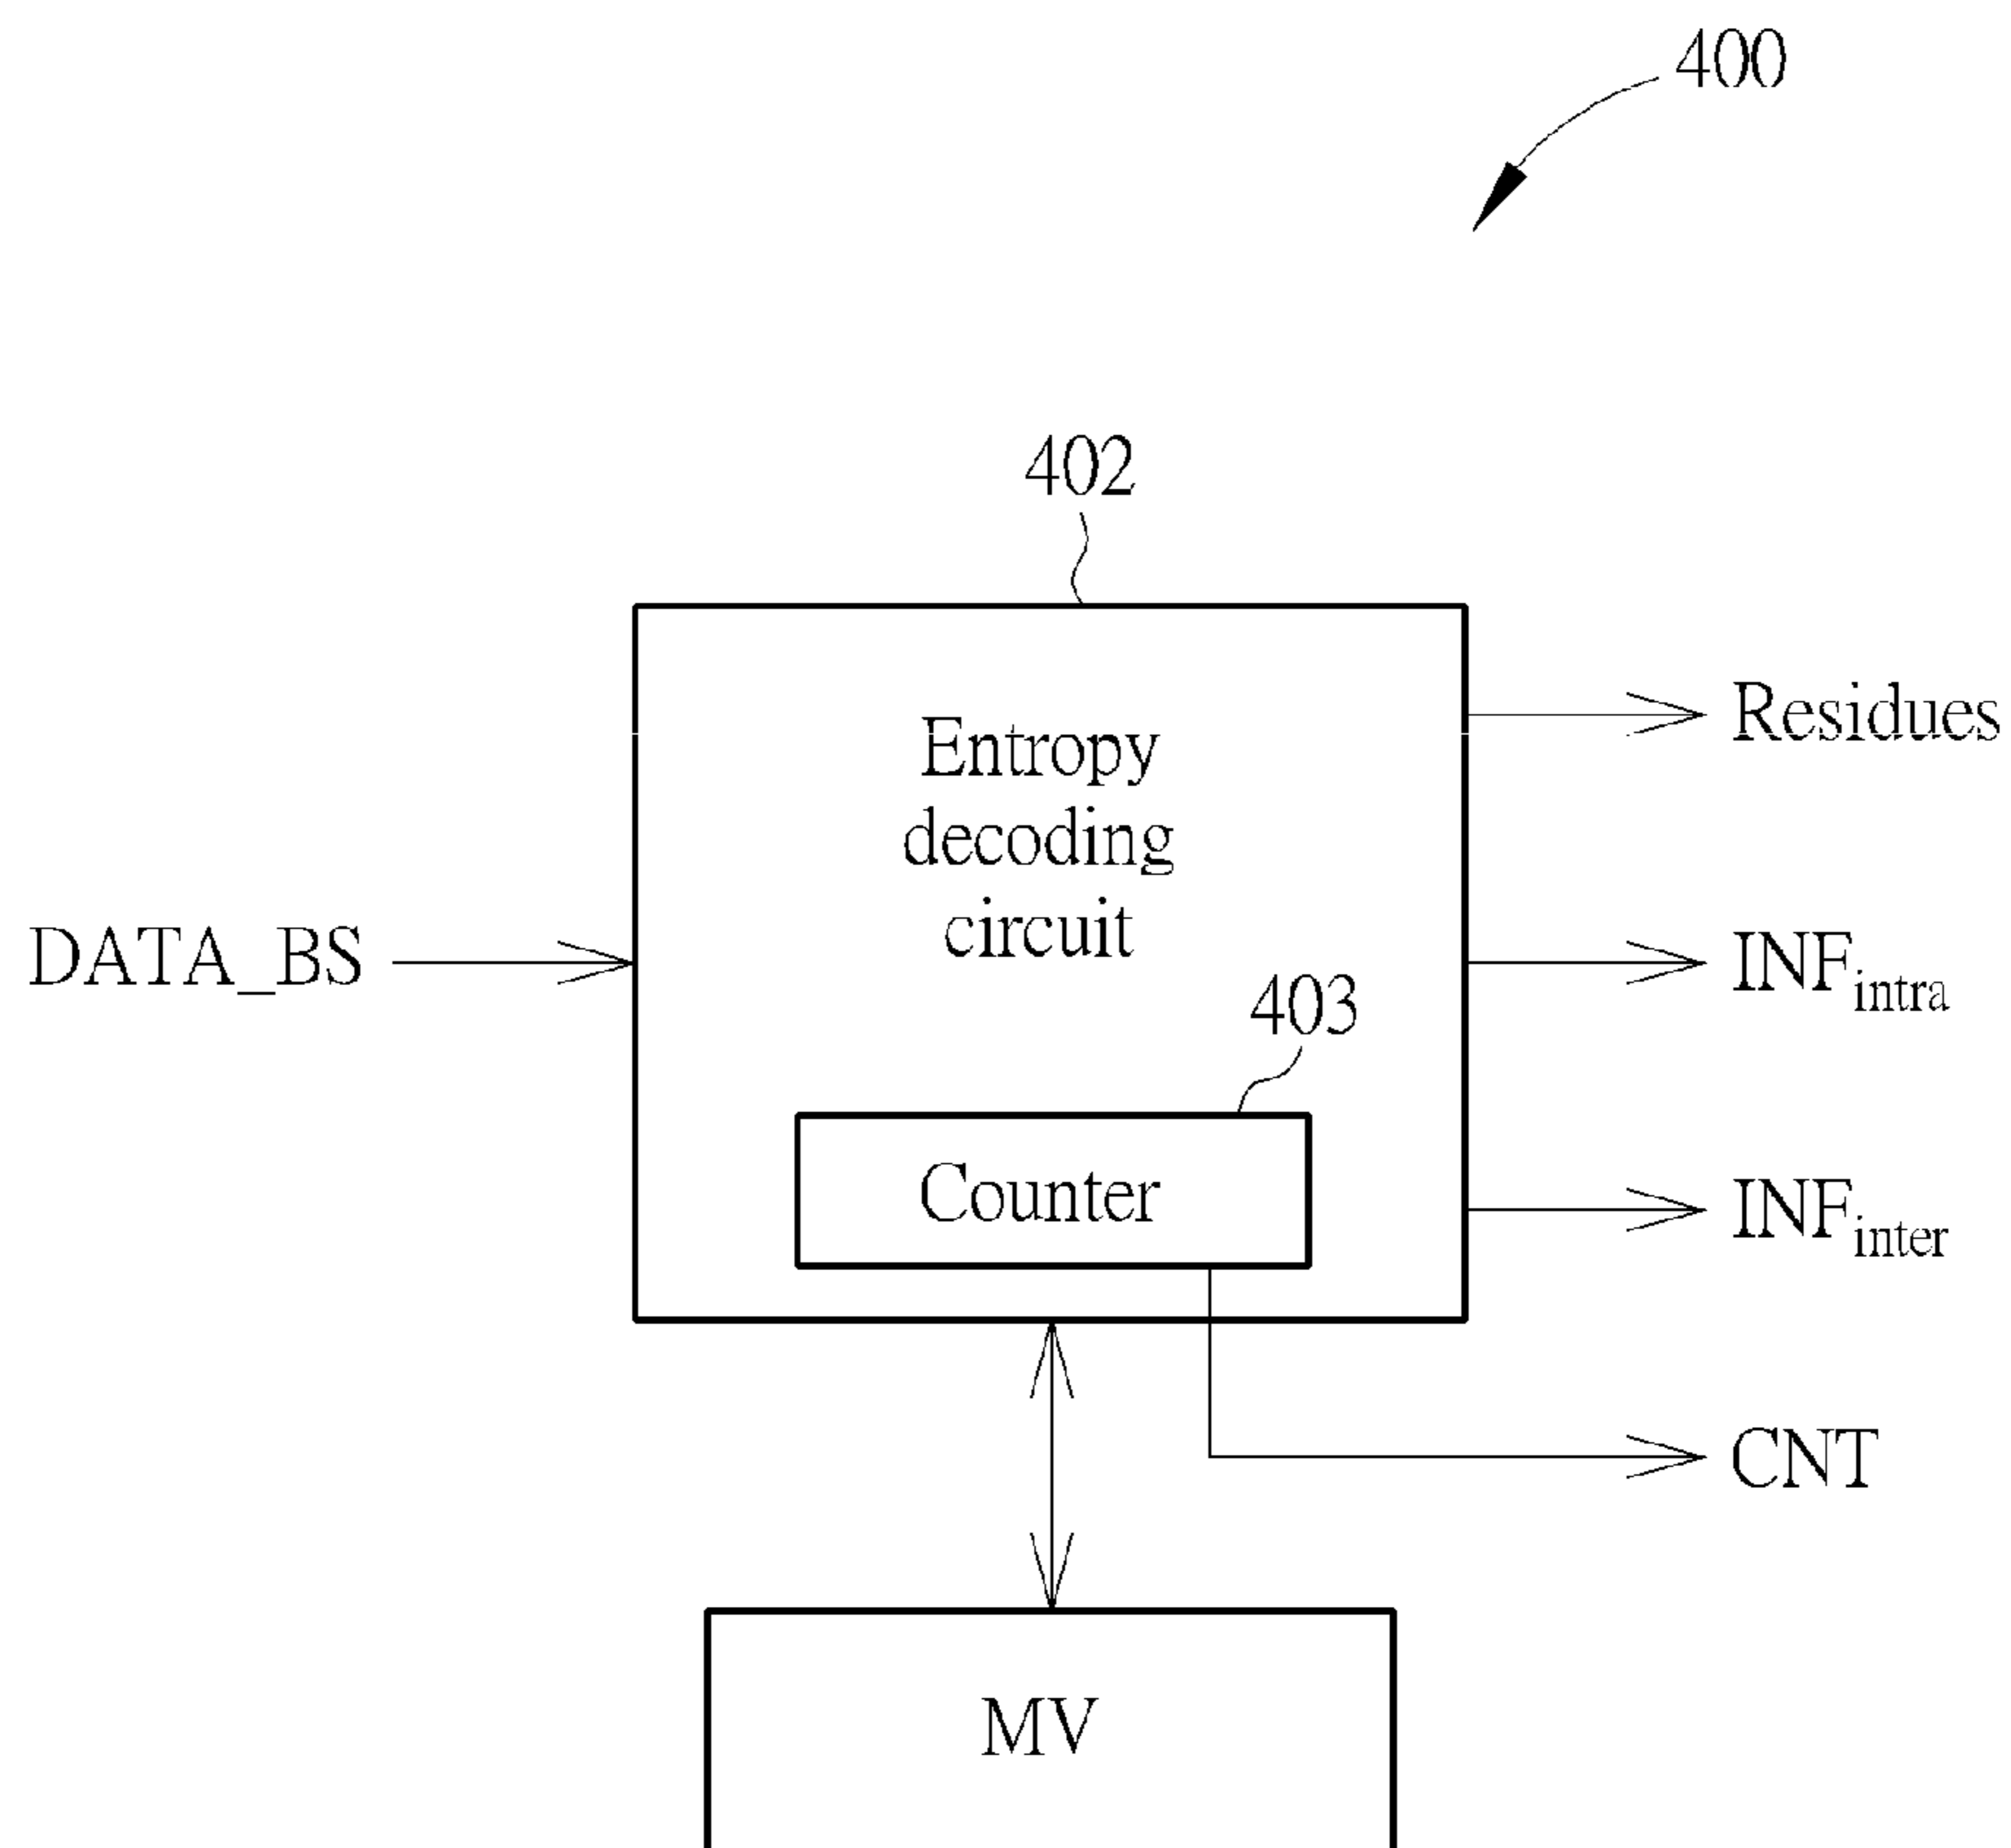 400
402
Entropy
decoding
circuit
Residues
DATA_BS
INFintra
403
Counter
INFinter
CNT
MV